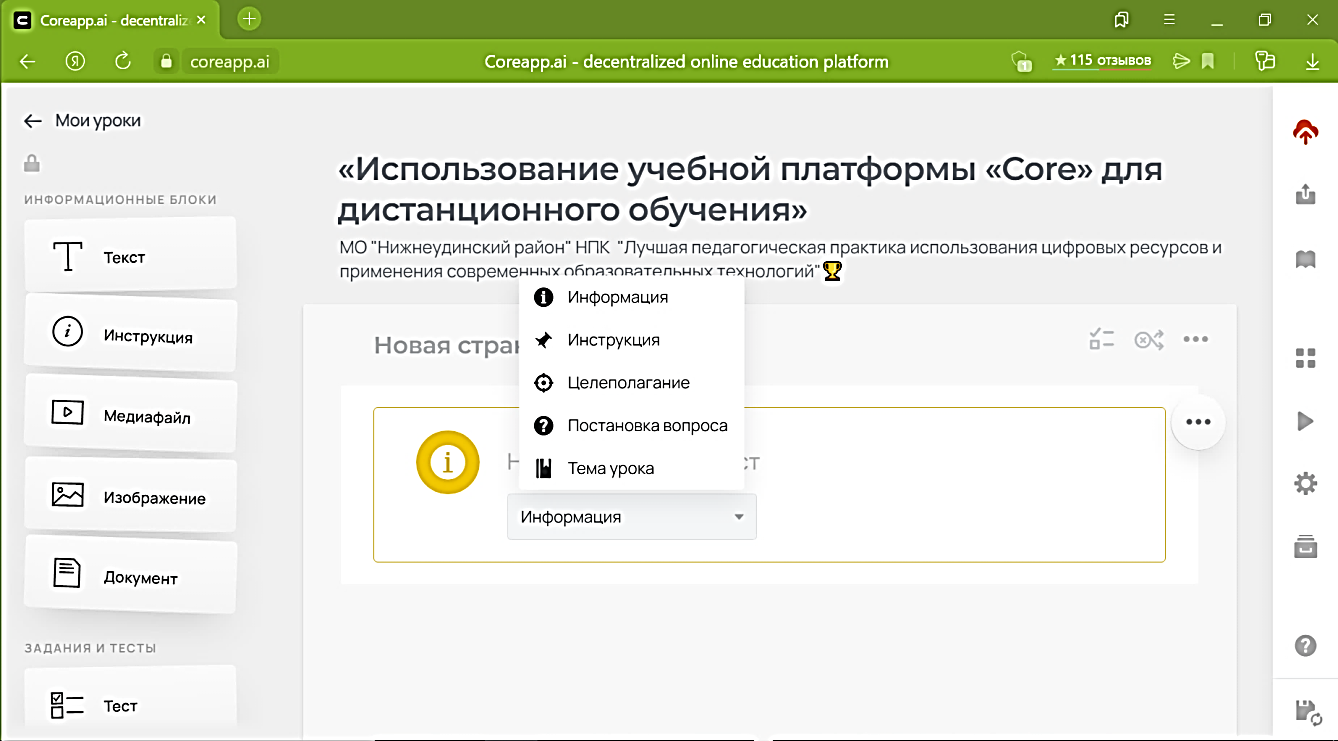 Coreapp.ai - decentraliz
coreapp.ai
Coreapp.ai - decentralized online education platform
1
★ 115 отзывов
Мои уроки
ИНФОРМАЦИОННЫЕ БЛОКИ
Текст
Инструкция
Медиафайл
Изображение
Документ
ЗАДАНИЯ И ТЕСТЫ
Тест
«Использование учебной платформы «Core» для
дистанционного обучения»
МО "Нижнеудинский район" НПК "Лучшая педагогическая практика использования цифровых ресурсов и
применения современных образовательных технологий"🏆
Новая стран
Информация
Инструкция
Целеполагание
Постановка вопроса
Тема урока
Информация